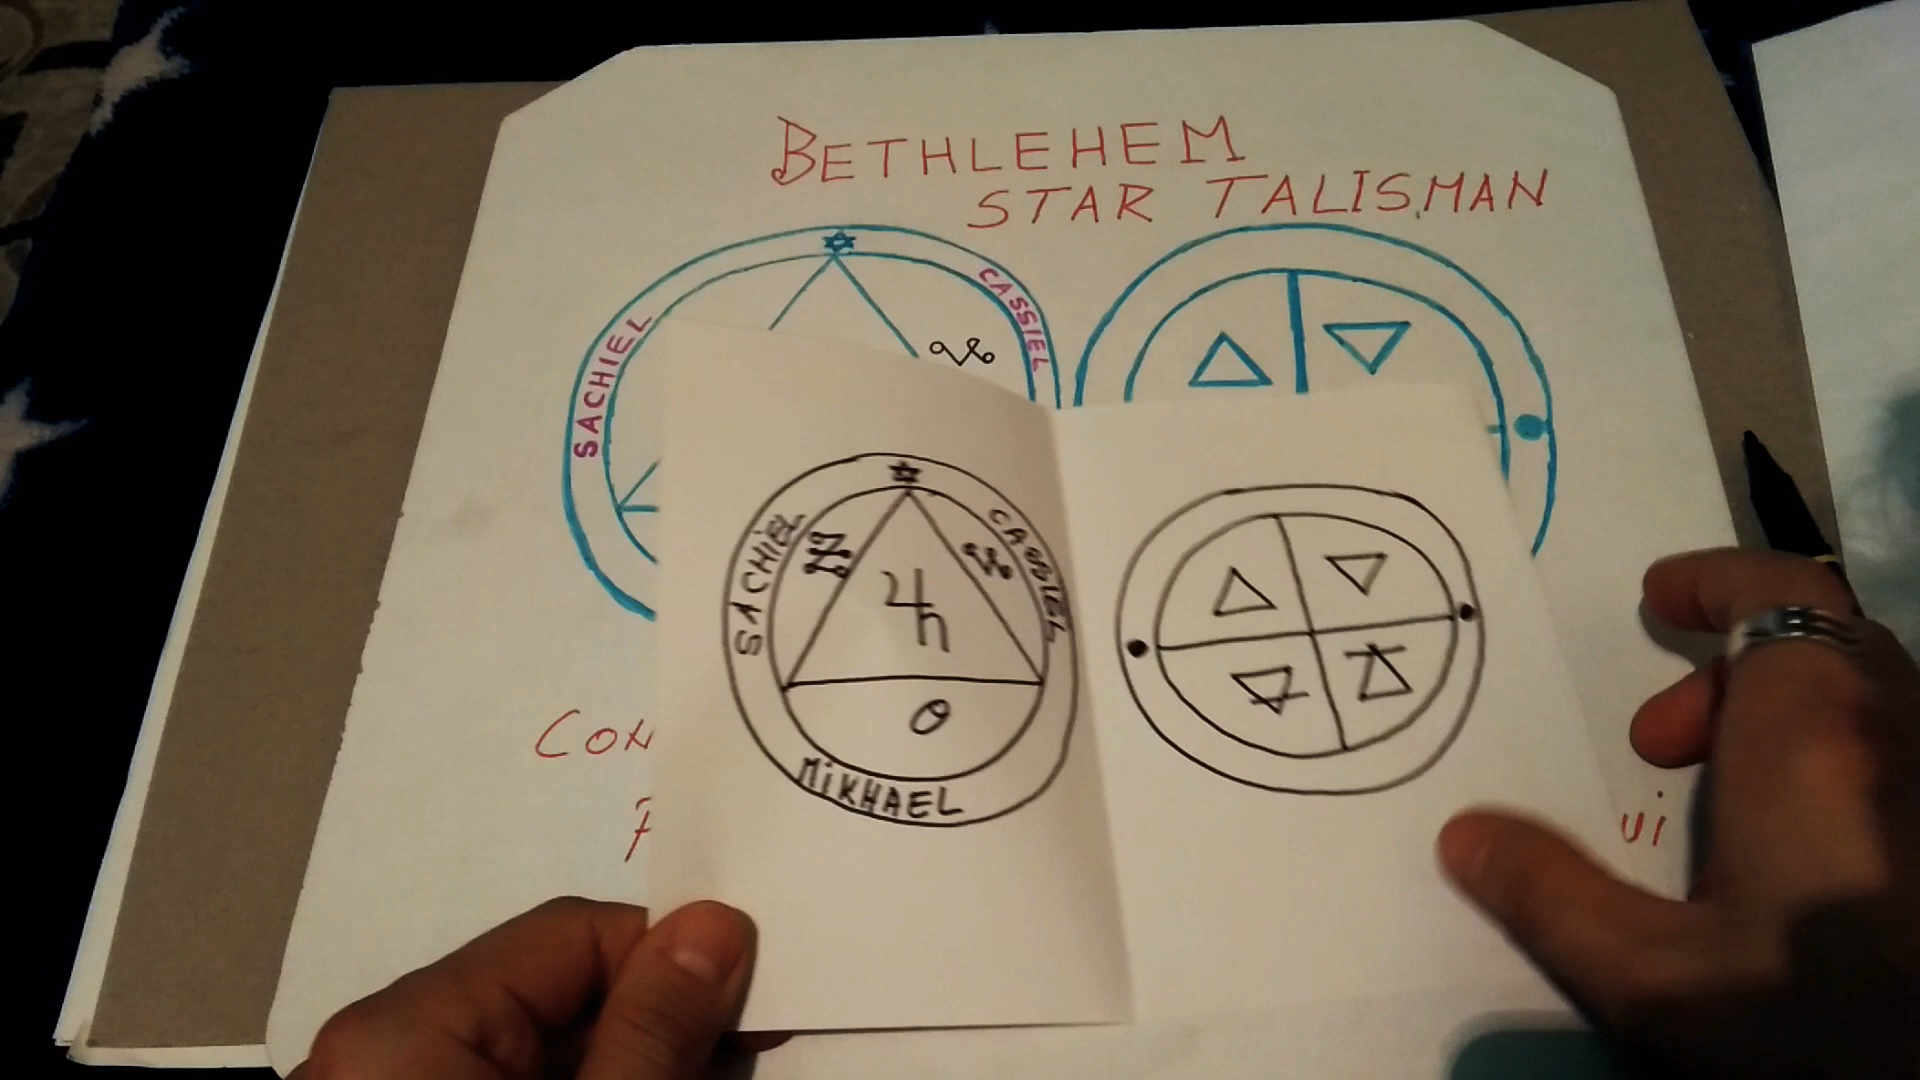 BETHLEHEM
STAR TALISMAN
SACHIEL
CASSIEL
SACHIEL
CASSIEL
MiKHAEL